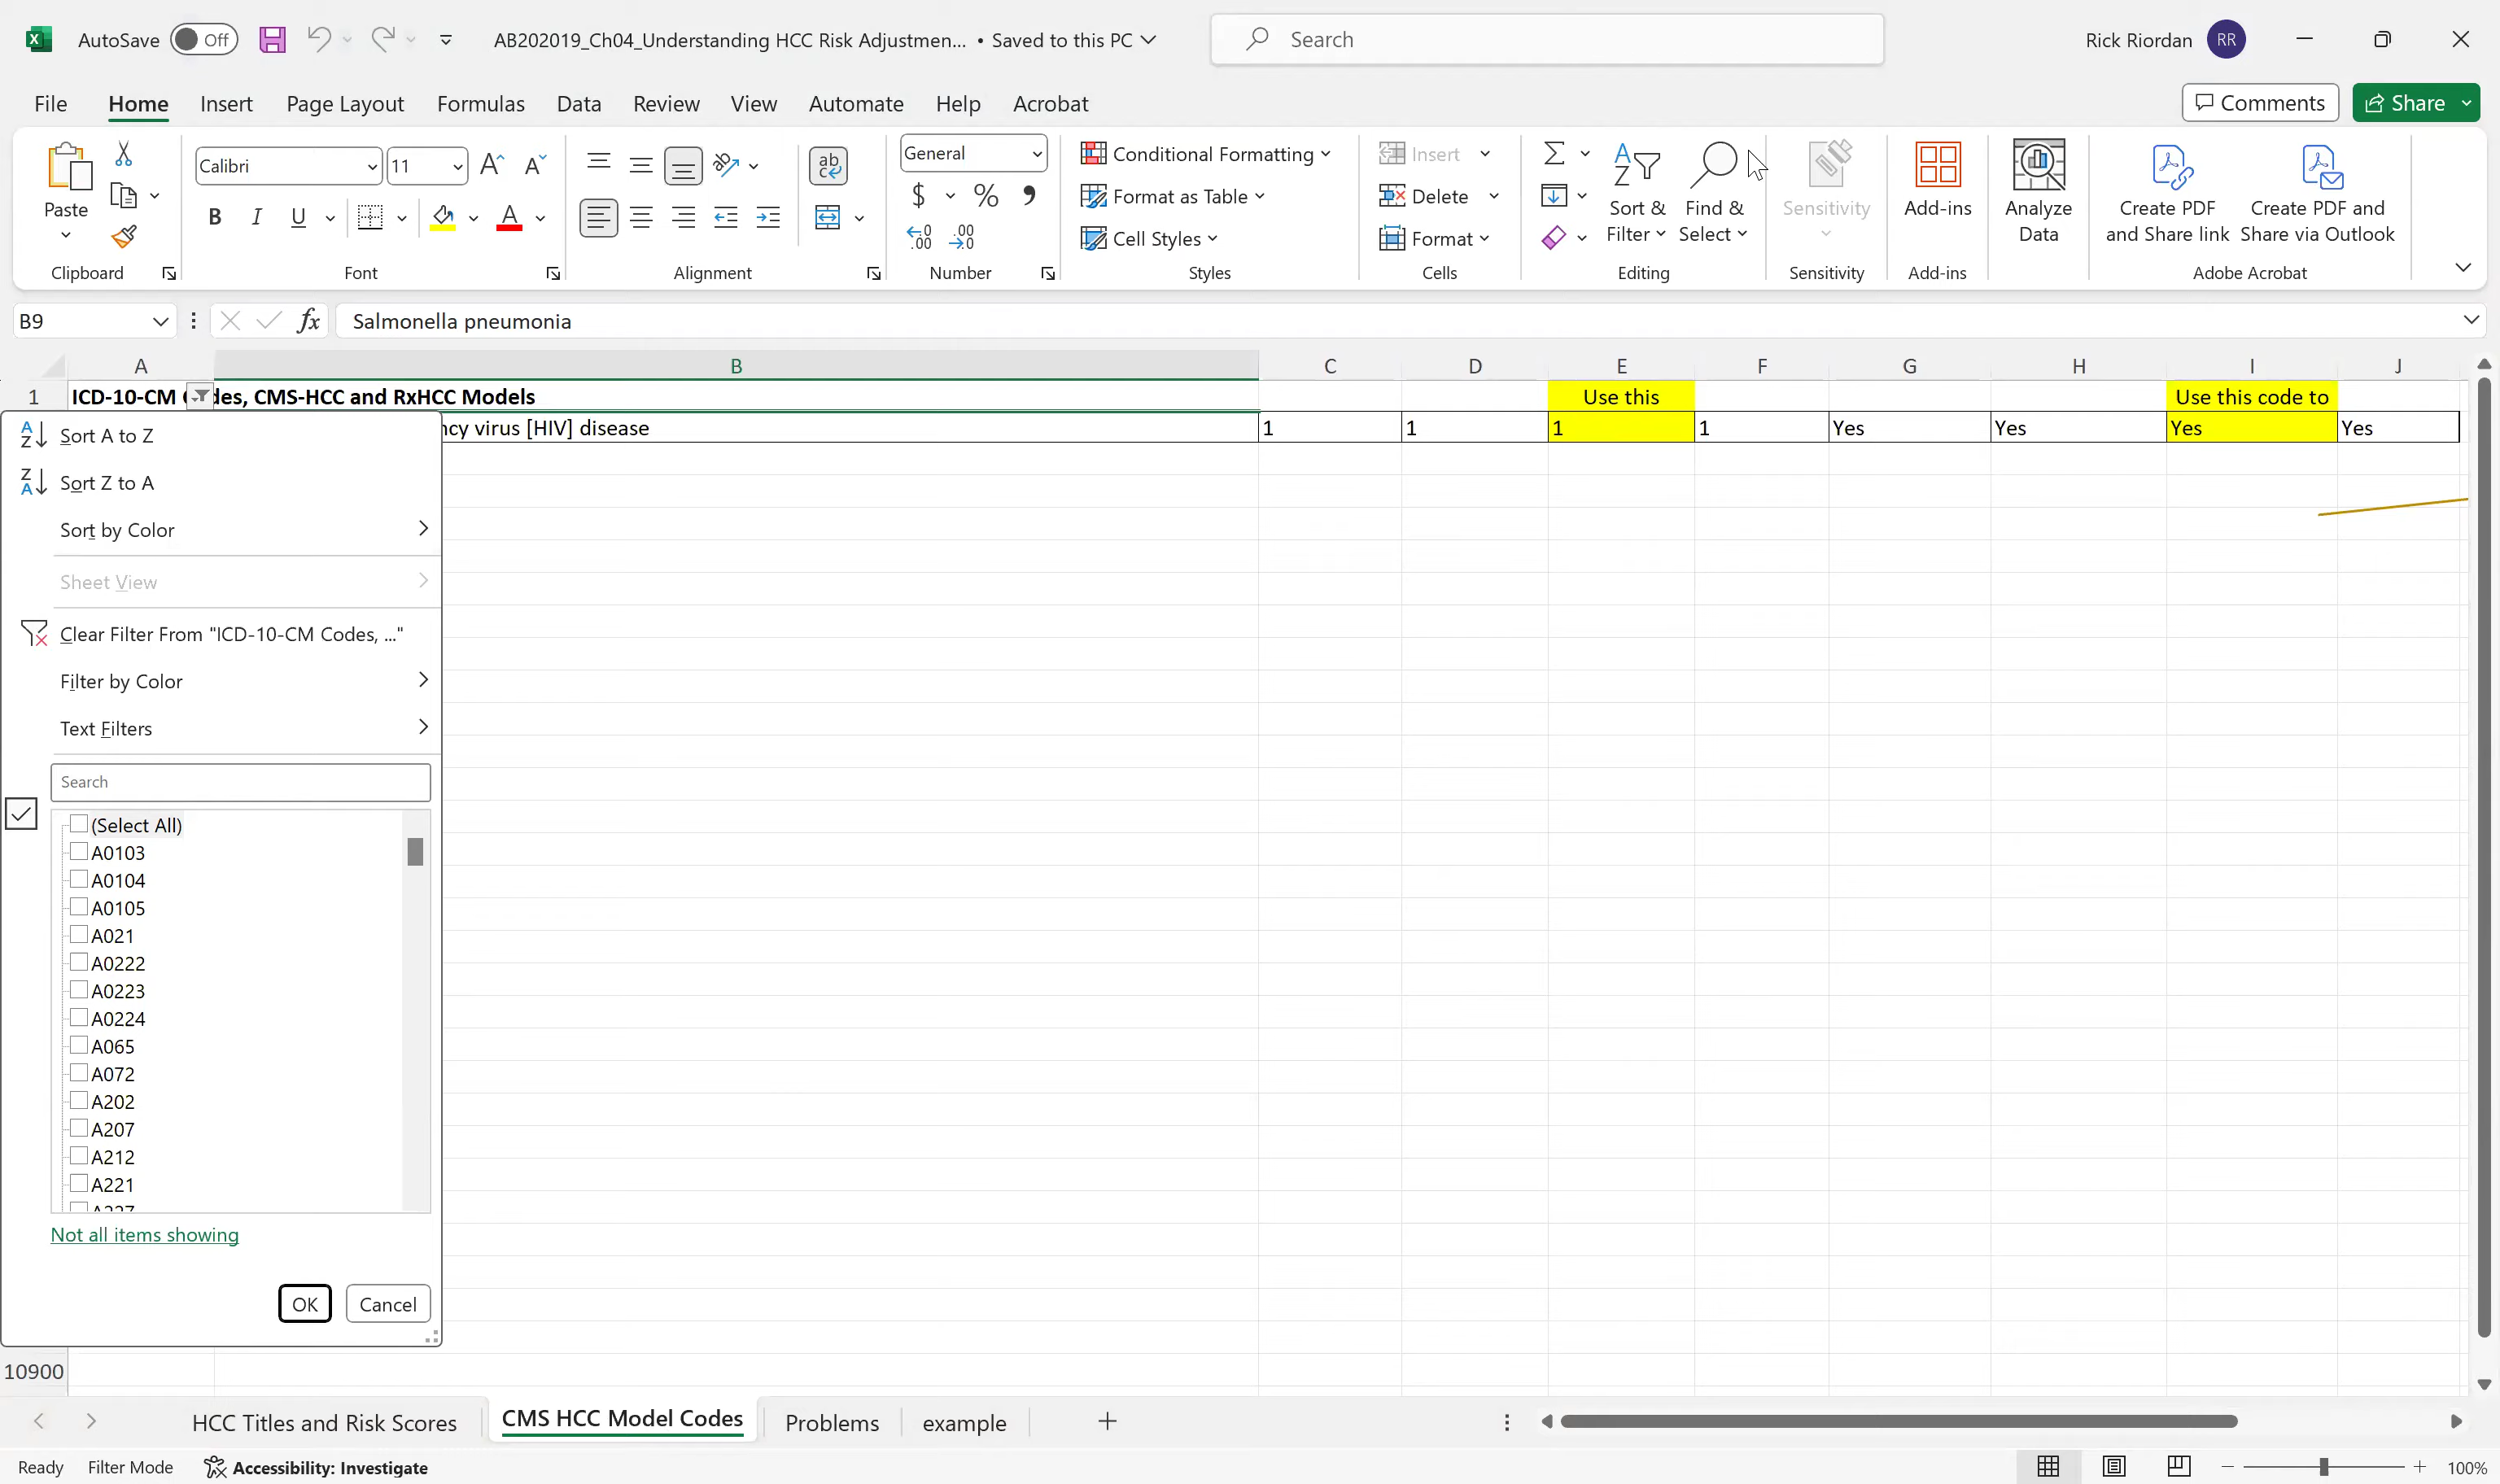 AutoSave Off AB202019_Ch04_Understanding HCC Risk Adjustmen... • Saved to this PC Search Rick Riordan RR
File Home Insert Page Layout Formulas Data Review View Automate Help Acrobat Comments Share
Paste
Clipboard
Calibri 11
B I U A
Font
ab
Alignment
General
$ % ,
Number
Conditional Formatting
Format as Table
Cell Styles
Styles
Insert
Delete
Format
Cells
Sort &
Filter
Find &
Select
Editing
Sensitivity
Sensitivity
Add-ins
Add-ins
Analyze
Data
Create PDF
and Share link
Create PDF and
Share via Outlook
Adobe Acrobat
B9 fx Salmonella pneumonia
A B C D E F G H I J
1 ICD-10-CM Codes, CMS-HCC and RxHCC Models Use this Use this code to
ncy virus [HIV] disease 1 1 1 1 Yes Yes Yes Yes
Sort A to Z
Sort Z to A
Sort by Color
Sheet View
Clear Filter From "ICD-10-CM Codes, ..."
Filter by Color
Text Filters
Search
(Select All)
A0103
A0104
A0105
A021
A0222
A0223
A0224
A065
A072
A202
A207
A212
A221
A227
Not all items showing
OK Cancel
10900
HCC Titles and Risk Scores CMS HCC Model Codes Problems example
Ready Filter Mode Accessibility: Investigate 100%